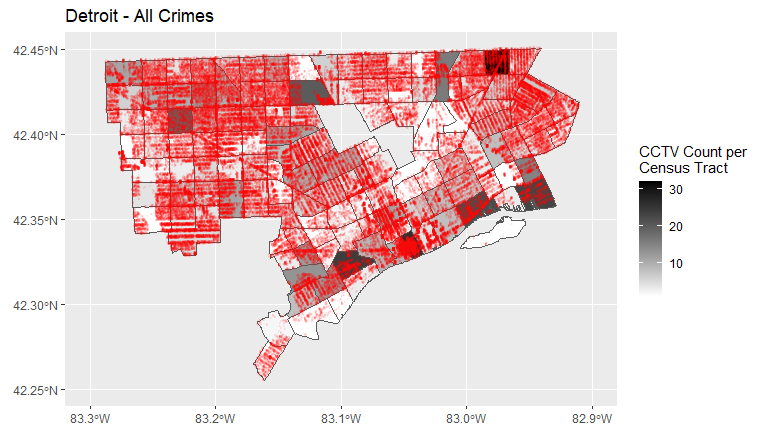 Detroit - All Crimes
42.45°N
42.40°N
42.35°N
42.30°N
42.25°N
83.3°W
83.2°W
83.1°W
83.0°W
82.9°W
CCTV Count per
Census Tract
30
20
10